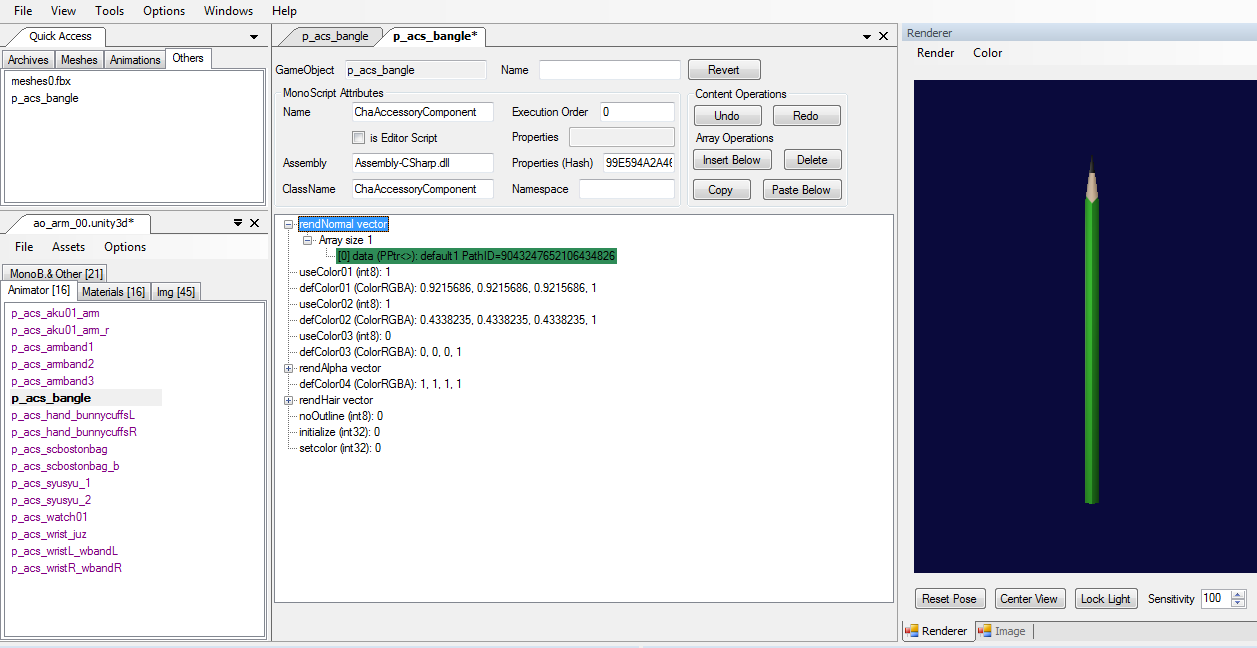 File View Tools Options Windows Help
Quick Access
Archives Meshes Animations Others
meshes0.fbx
p_acs_bangle
ao_arm_00.unity3d*
File Assets Options
MonoB.& Other [21]
Animator [16] Materials [16] Img [45]
p_acs_aku01_arm
p_acs_aku01_arm_r
p_acs_armband1
p_acs_armband2
p_acs_armband3
p_acs_bangle
p_acs_hand_bunnycuffsL
p_acs_hand_bunnycuffsR
p_acs_scbostonbag
p_acs_scbostonbag_b
p_acs_syusyu_1
p_acs_syusyu_2
p_acs_watch01
p_acs_wrist_juz
p_acs_wristL_wbandL
p_acs_wristR_wbandR
p_acs_bangle p_acs_bangle*
GameObject p_acs_bangle Name Revert
MonoScript Attributes
Name ChaAccessoryComponent Execution Order 0
is Editor Script Properties
Assembly Assembly-CSharp.dll Properties (Hash) 99E594A2A46
ClassName ChaAccessoryComponent Namespace
Content Operations
Undo Redo
Array Operations
Insert Below Delete
Copy Paste Below
rendNormal vector
Array size 1
[0] data (PPtr<>): default1 PathID=9043247652106434826
useColor01 (int8): 1
defColor01 (ColorRGBA): 0.9215686, 0.9215686, 0.9215686, 1
useColor02 (int8): 1
defColor02 (ColorRGBA): 0.4338235, 0.4338235, 0.4338235, 1
useColor03 (int8): 0
defColor03 (ColorRGBA): 0, 0, 0, 1
rendAlpha vector
defColor04 (ColorRGBA): 1, 1, 1, 1
rendHair vector
noOutline (int8): 0
initialize (int32): 0
setcolor (int32): 0
Renderer
Render Color
Reset Pose Center View Lock Light Sensitivity 100
Renderer Image